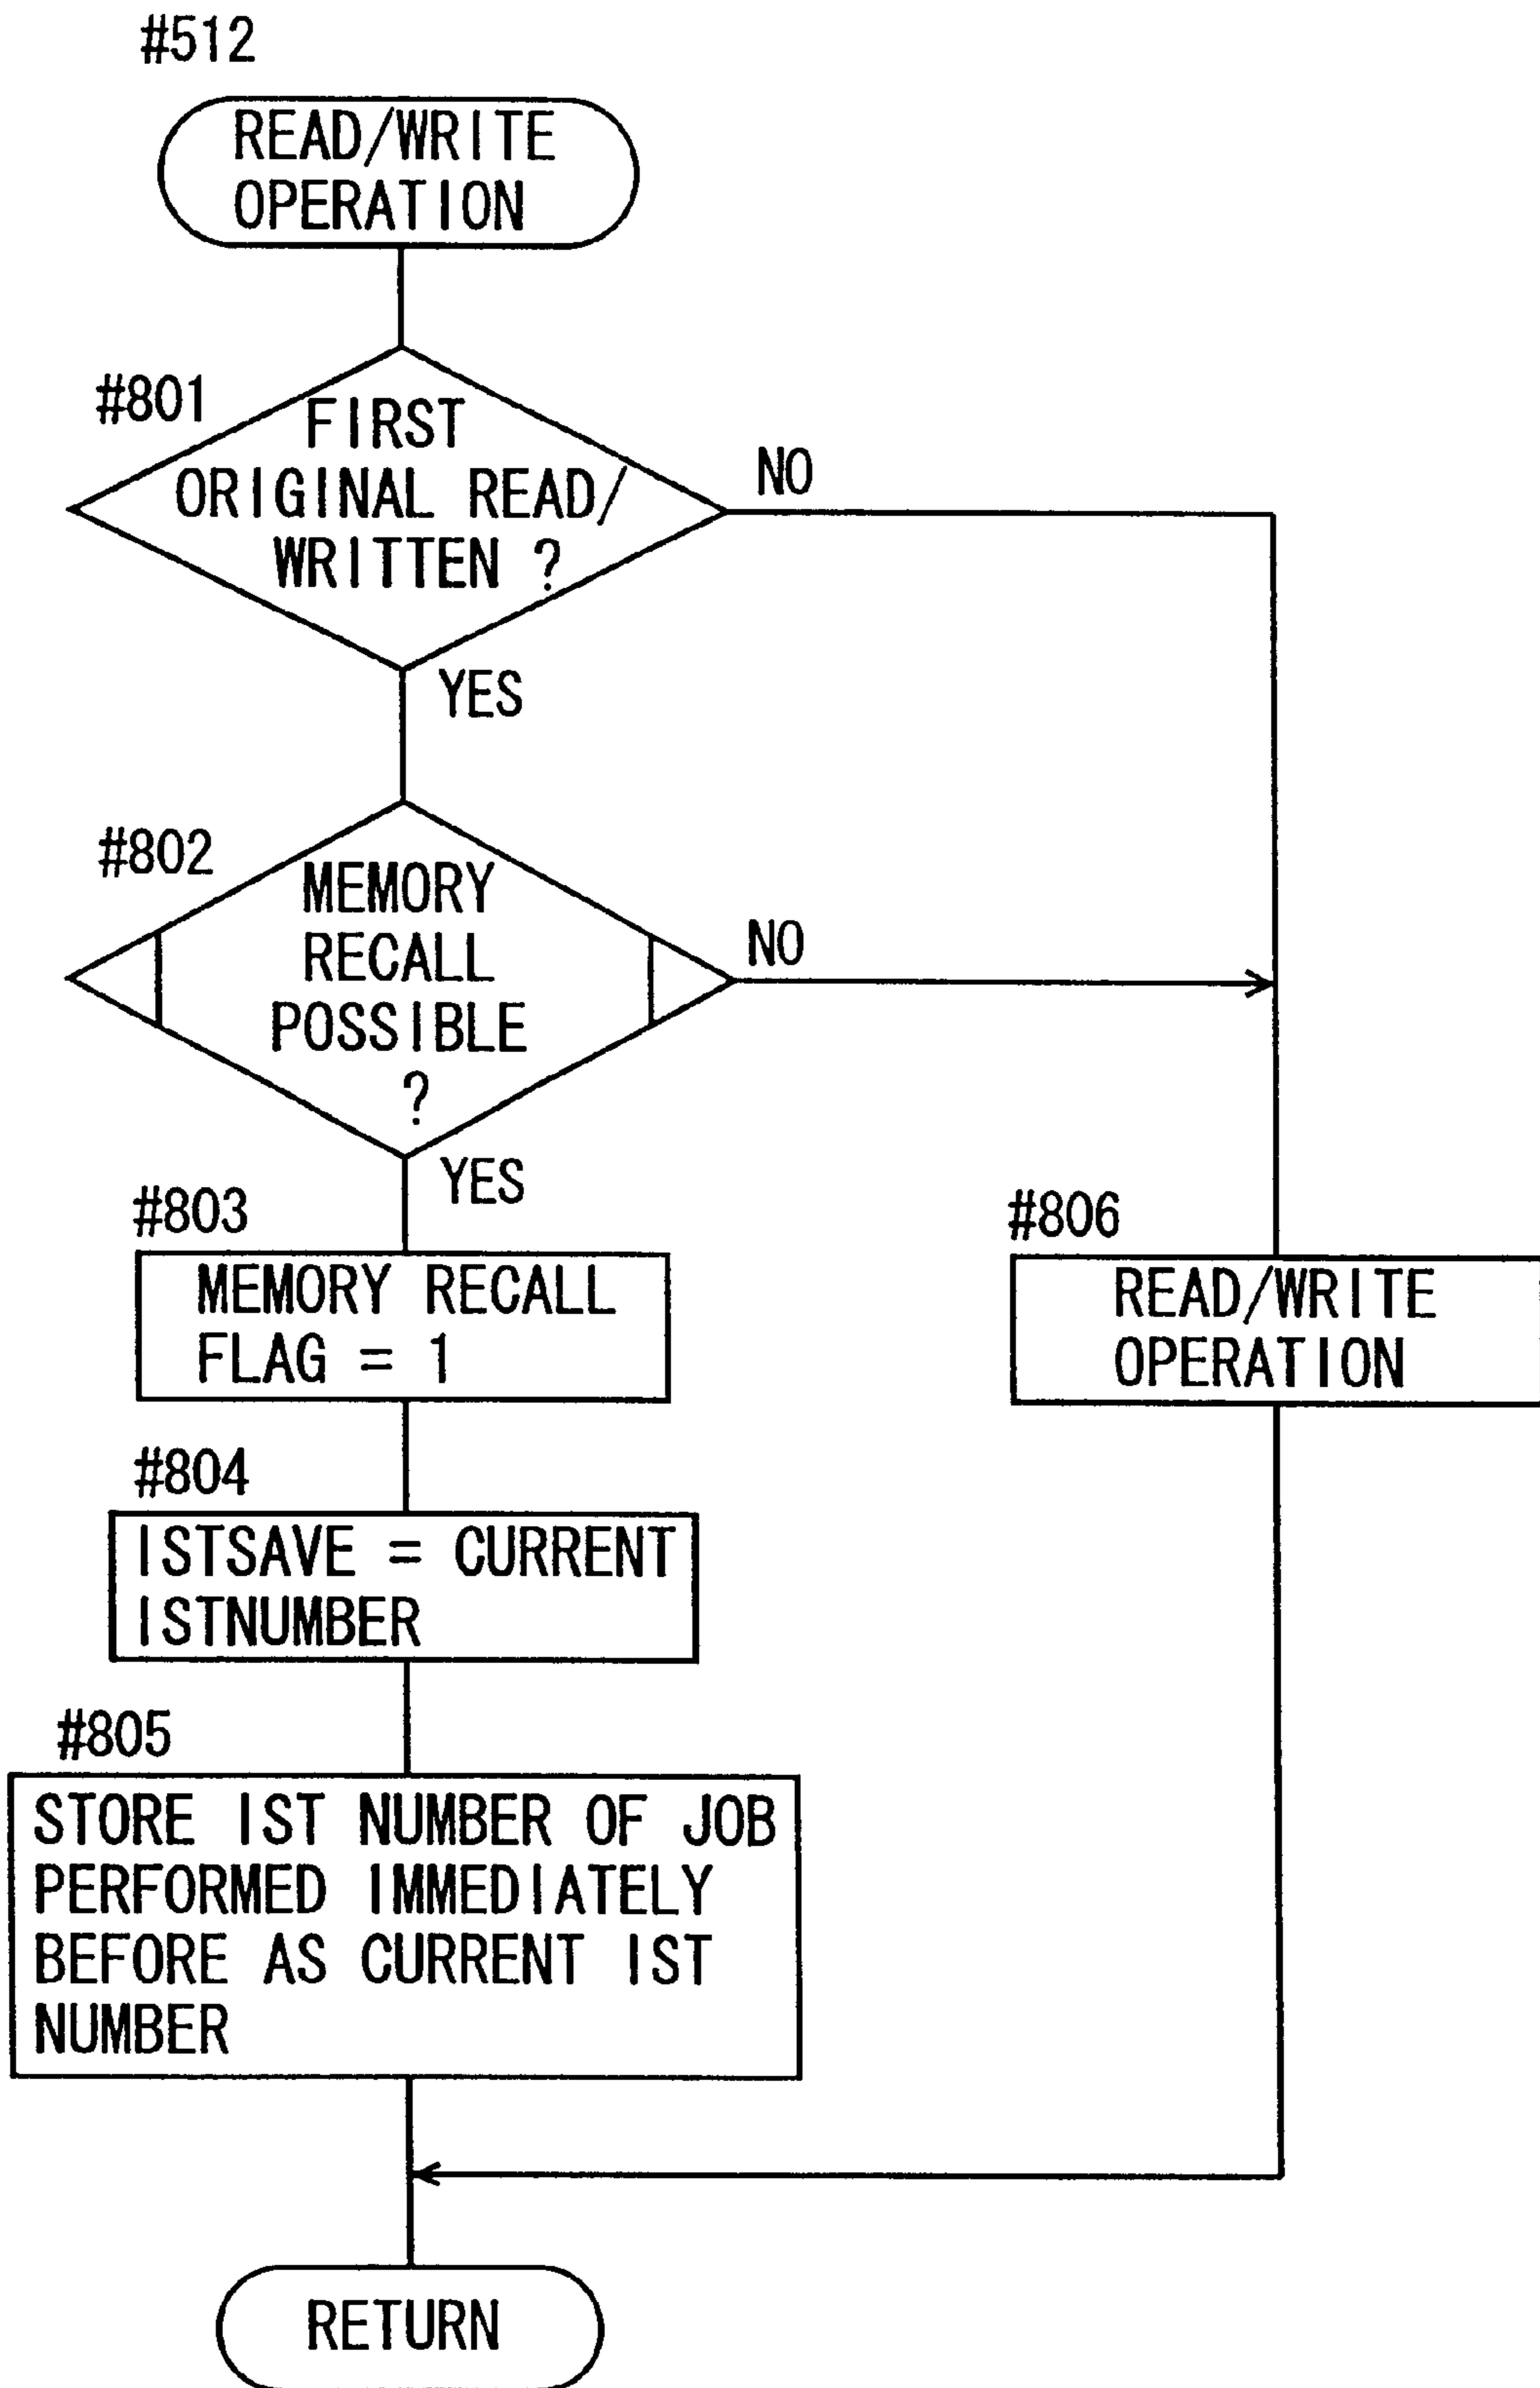 #512
READ/WRITE
OPERATION
#801
FIRST
ORIGINAL READ/
WRITTEN ?
NO
YES
#802
MEMORY
RECALL
POSSIBLE
?
NO
YES
#803
MEMORY RECALL
FLAG = 1
#806
READ/WRITE
OPERATION
#804
ISTSAVE = CURRENT
ISTNUMBER
#805
STORE IST NUMBER OF JOB
PERFORMED IMMEDIATELY
BEFORE AS CURRENT IST
NUMBER
RETURN